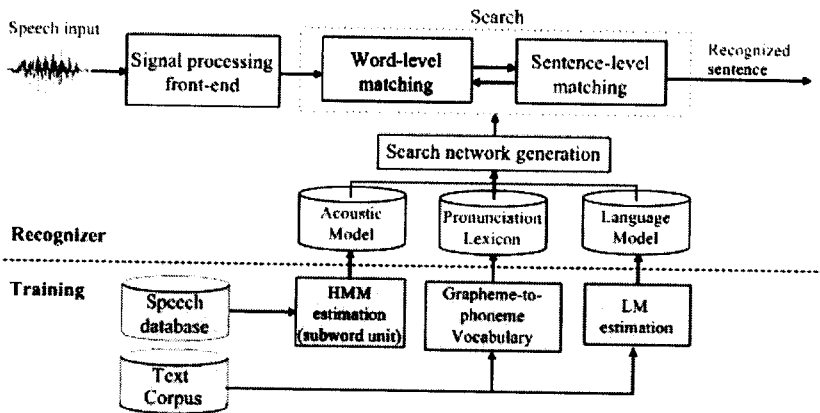 Search
Speech input
Signal processing
front-end
Word-level
matching
Sentence-level
matching
Recognized
sentence
Search network generation
Acoustic
Model
Pronunciation
Lexicon
Language
Model
Recognizer
Training
Speech
database
HMM
estimation
(subword unit)
Grapheme-to-
phoneme
Vocabulary
LM
estimation
Text
Corpus